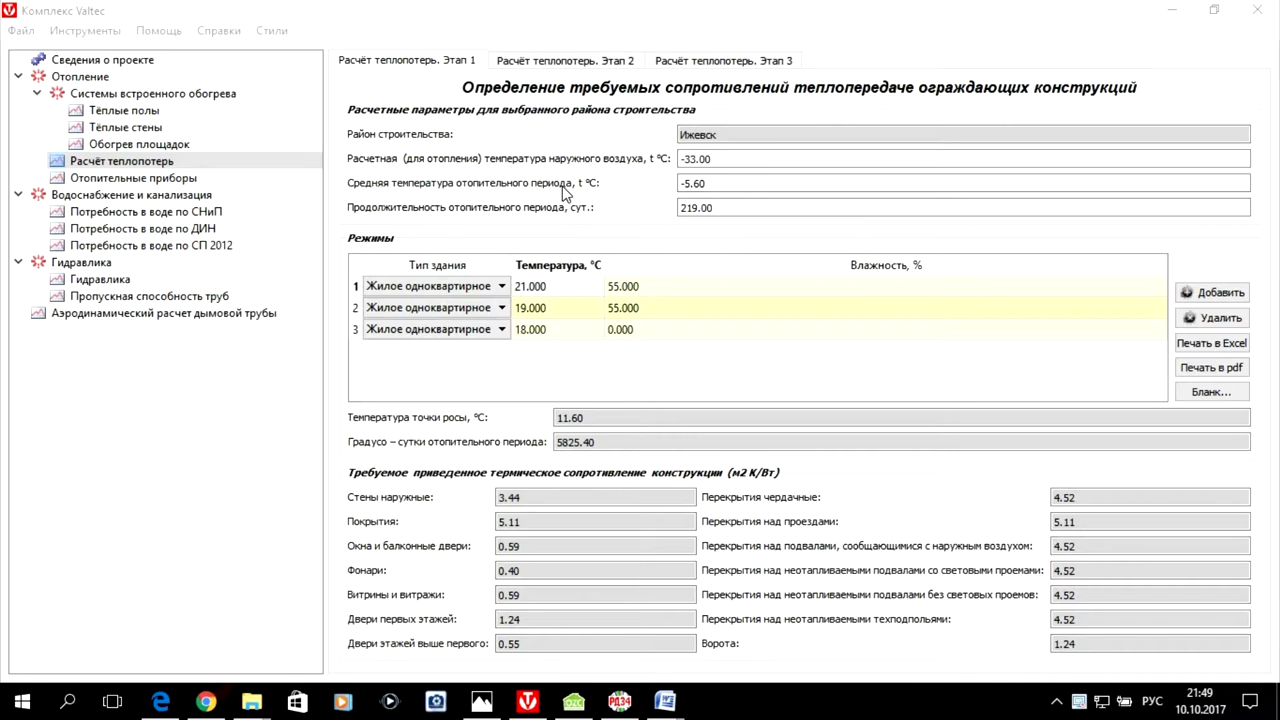 Комплекс Valtec
Файл Инструменты Помощь Справки Стили
Сведения о проекте
Отопление
Системы встроенного обогрева
Тёплые полы
Тёплые стены
Обогрев площадок
Расчёт теплопотерь
Отопительные приборы
Водоснабжение и канализация
Потребность в воде по СНиП
Потребность в воде по ДИН
Потребность в воде по СП 2012
Гидравлика
Гидравлика
Пропускная способность труб
Аэродинамический расчет дымовой трубы
Расчёт теплопотерь. Этап 1 Расчёт теплопотерь. Этап 2 Расчёт теплопотерь. Этап 3
Определение требуемых сопротивлений теплопередаче ограждающих конструкций
Расчетные параметры для выбранного района строительства
Район строительства: Ижевск
Расчетная (для отопления) температура наружного воздуха, t ºС: -33.00
Средняя температура отопительного периода, t ºС: -5.60
Продолжительность отопительного периода, сут.: 219.00
Режимы
Тип здания Температура, °С Влажность, %
1 Жилое одноквартирное 21.000 55.000
2 Жилое одноквартирное 19.000 55.000
3 Жилое одноквартирное 18.000 0.000
Добавить
Удалить
Печать в Excel
Печать в pdf
Бланк...
Температура точки росы, °С: 11.60
Градусо – сутки отопительного периода: 5825.40
Требуемое приведенное термическое сопротивление конструкции (м2 К/Вт)
Стены наружные: 3.44 Перекрытия чердачные: 4.52
Покрытия: 5.11 Перекрытия над проездами: 5.11
Окна и балконные двери: 0.59 Перекрытия над подвалами, сообщающимися с наружным воздухом: 4.52
Фонари: 0.40 Перекрытия над неотапливаемыми подвалами со световыми проемами: 4.52
Витрины и витражи: 0.59 Перекрытия над неотапливаемыми подвалами без световых проемов: 4.52
Двери первых этажей: 1.24 Перекрытия над неотапливаемыми техподпольями: 4.52
Двери этажей выше первого: 0.55 Ворота: 1.24
РУС
21:49
10.10.2017